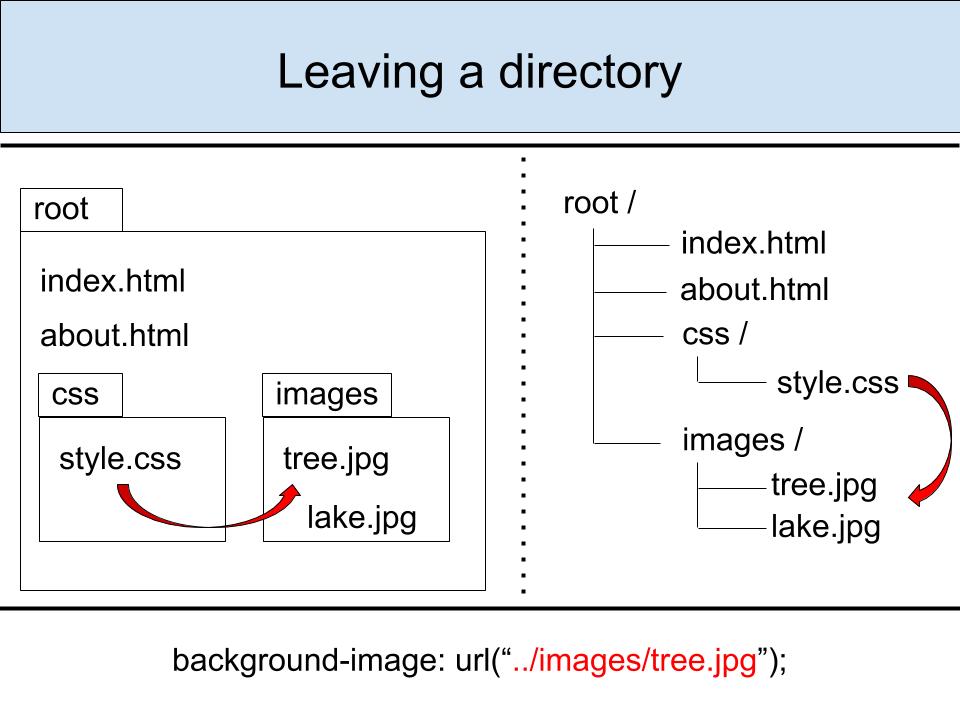 Leaving a directory
root
index.html
about.html
css
images
style.css
tree.jpg
lake.jpg
root /
index.html
about.html
css /
style.css
images /
tree.jpg
lake.jpg
background-image: url(“../images/tree.jpg”);